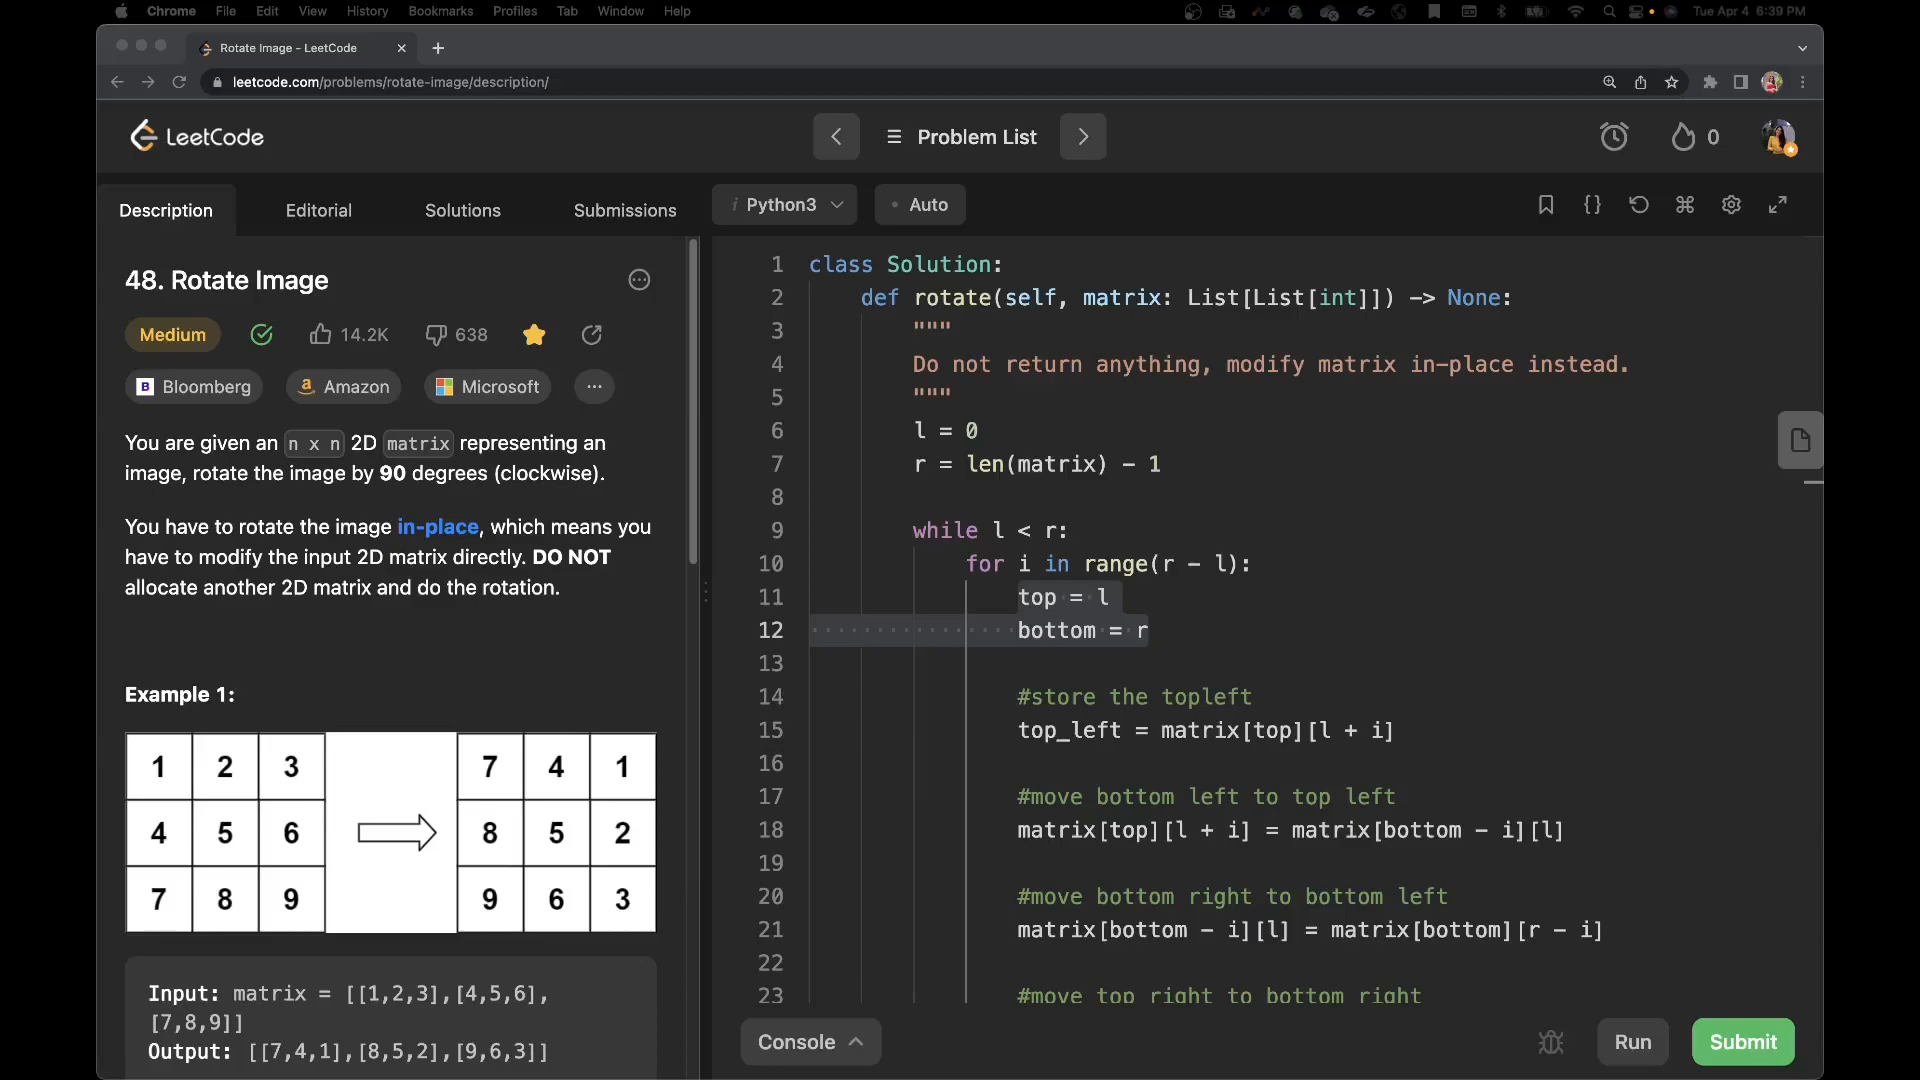 Chrome File Edit View History Bookmarks Profiles Tab Window Help Tue Apr 4 6:39 PM
Rotate Image - LeetCode
leetcode.com/problems/rotate-image/description/
LeetCode
Problem List
0
Description Editorial Solutions Submissions
i Python3
• Auto
48. Rotate Image
Medium 14.2K 638
B Bloomberg a Amazon Microsoft ...
You are given an n x n 2D matrix representing an
image, rotate the image by 90 degrees (clockwise).
You have to rotate the image in-place, which means you
have to modify the input 2D matrix directly. DO NOT
allocate another 2D matrix and do the rotation.
Example 1:
1 2 3 7 4 1
4 5 6 8 5 2
7 8 9 9 6 3
Input: matrix = [[1,2,3],[4,5,6],
[7,8,9]]
Output: [[7,4,1],[8,5,2],[9,6,3]]
1 class Solution:
2 def rotate(self, matrix: List[List[int]]) -> None:
3 """
4 Do not return anything, modify matrix in-place instead.
5 """
6 l = 0
7 r = len(matrix) - 1
8
9 while l < r:
10 for i in range(r - l):
11 top = l
12 bottom = r
13
14 #store the topleft
15 top_left = matrix[top][l + i]
16
17 #move bottom left to top left
18 matrix[top][l + i] = matrix[bottom - i][l]
19
20 #move bottom right to bottom left
21 matrix[bottom - i][l] = matrix[bottom][r - i]
22
23 #move top right to bottom right
Console
Run
Submit